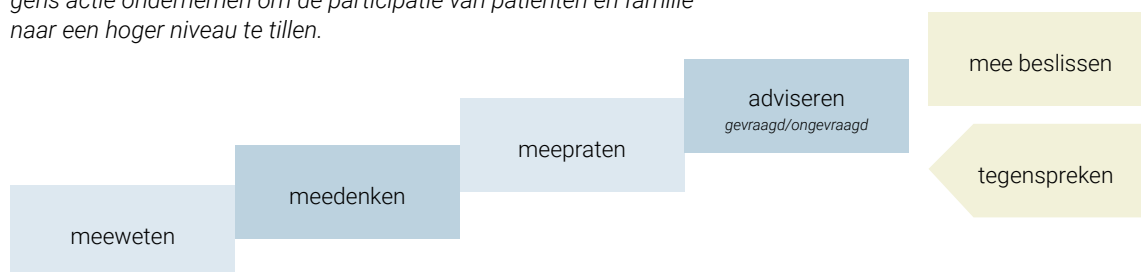 gens actie ondernemen om de participatie van patiënten en familie
naar een hoger niveau te tillen.
mee beslissen
adviseren
gevraagd/ongevraagd
meepraten
tegenspreken
meedenken
meeweten